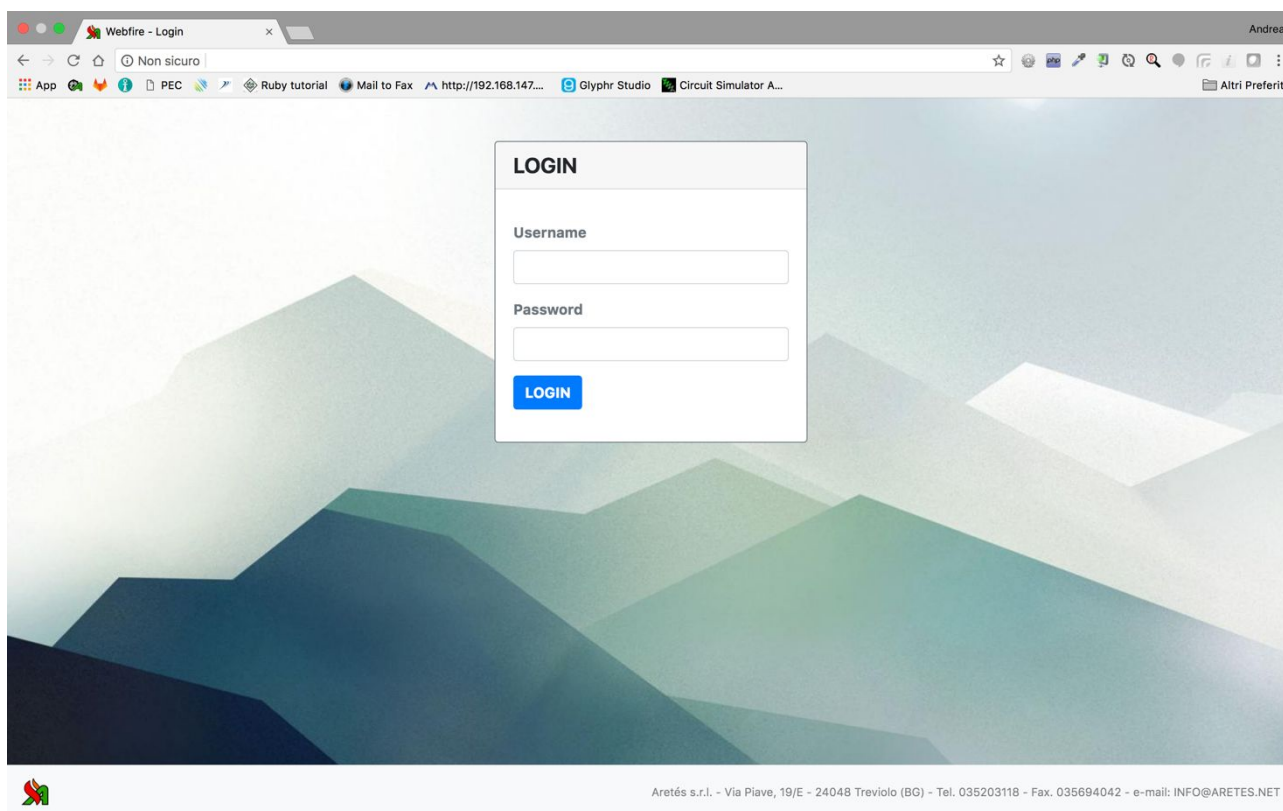 Webfire - Login
Andrea
Non sicuro
php
App
PEC
Ruby tutorial
Mail to Fax
http://192.168.147....
Glyphr Studio
Circuit Simulator A...
Altri Preferit
LOGIN
Username
Password
LOGIN
Aretés s.r.l. - Via Piave, 19/E - 24048 Treviolo (BG) - Tel. 035203118 - Fax. 035694042 - e-mail: INFO@ARETES.NET